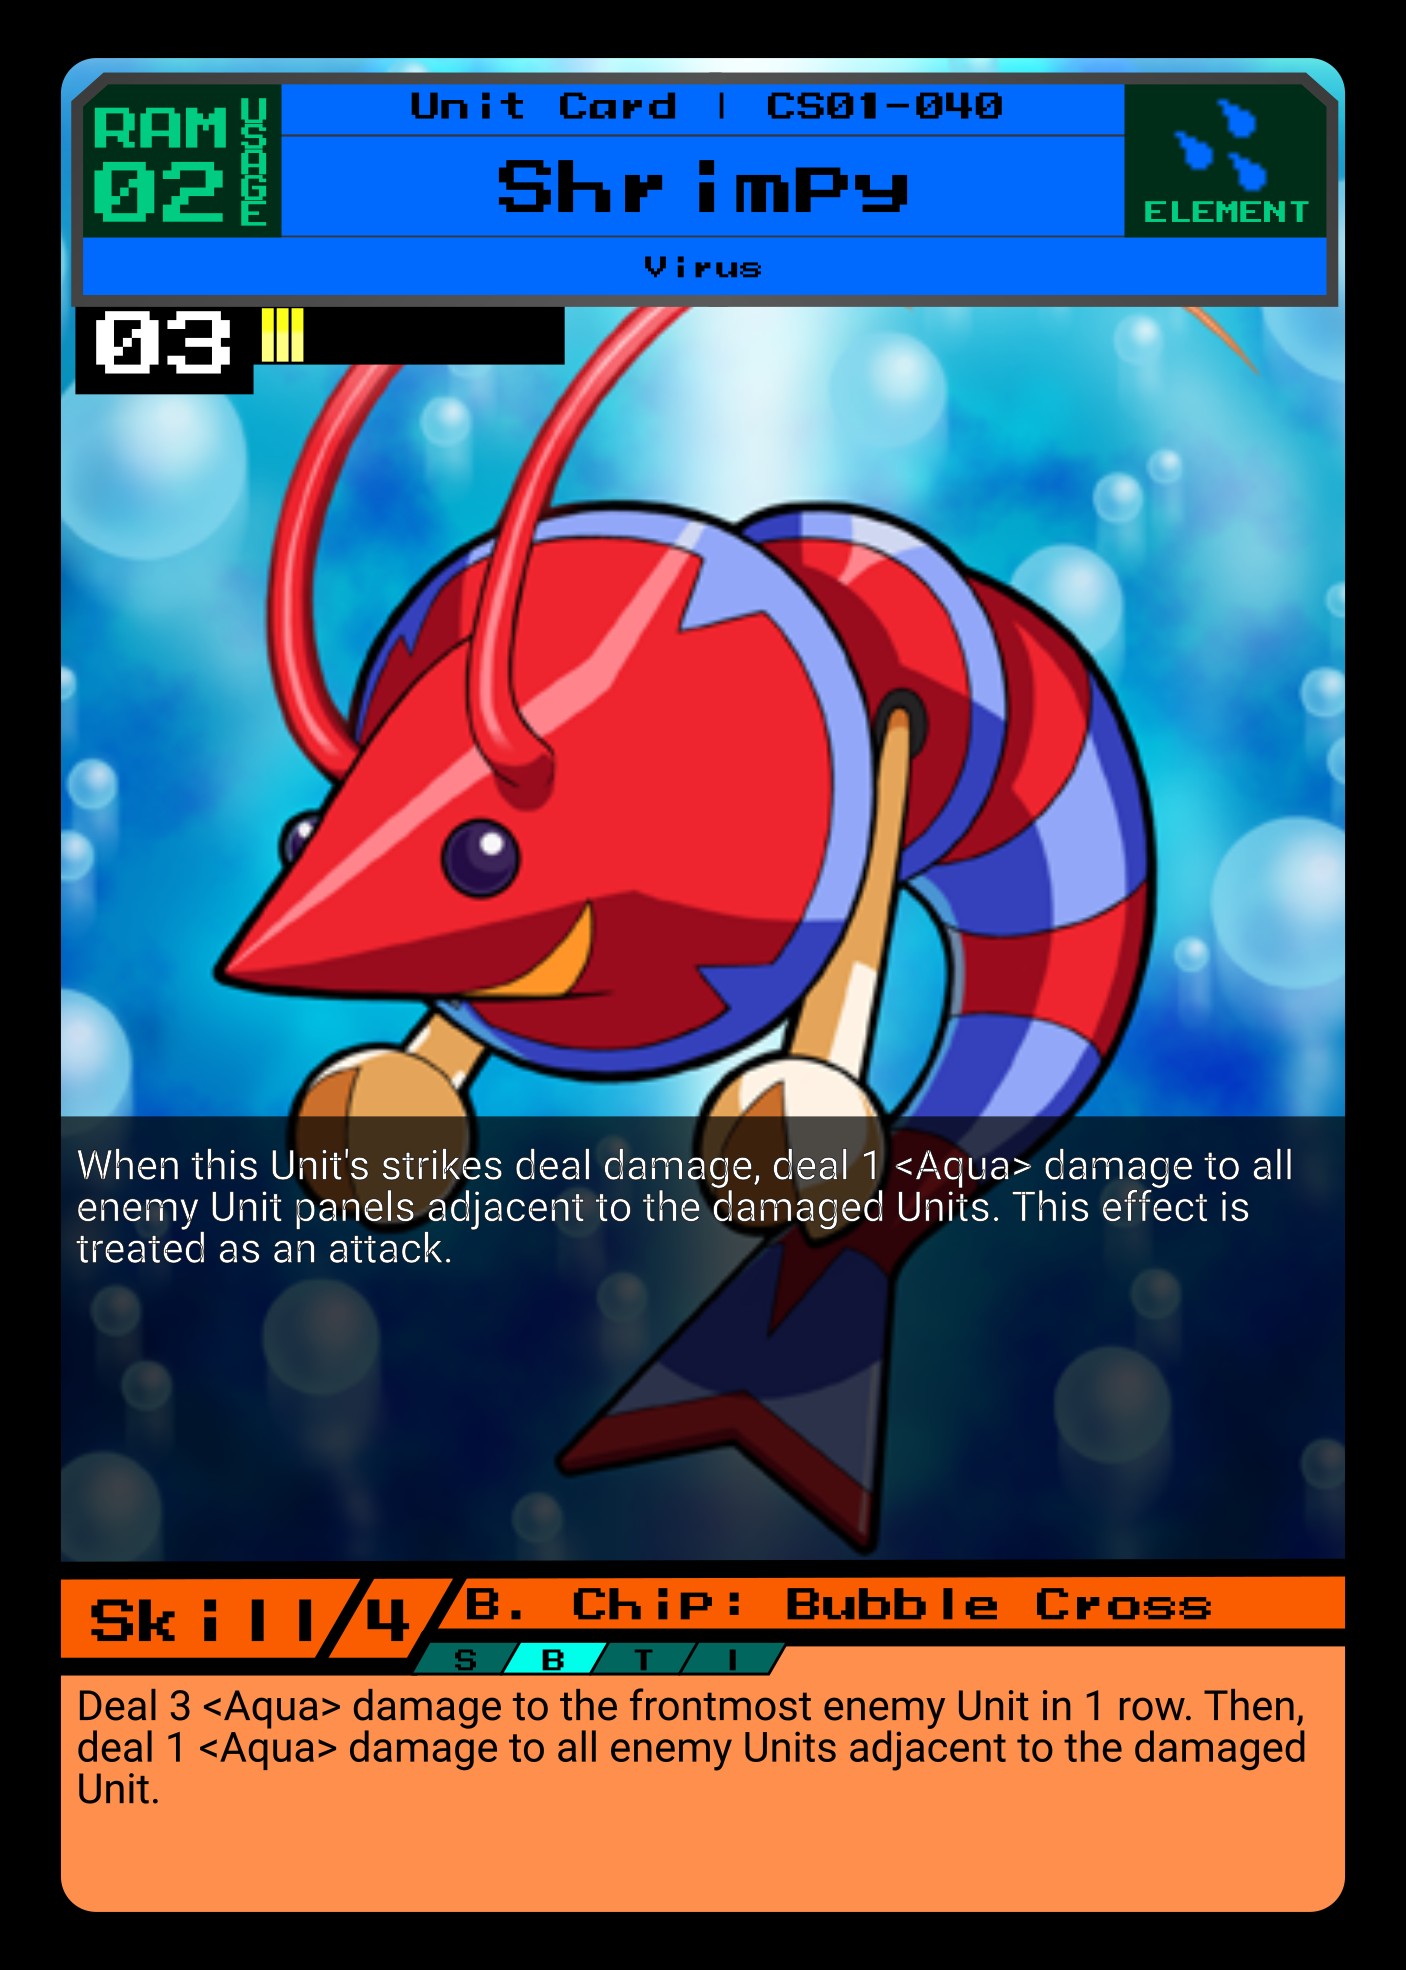 Unit Card | CS01-040
RAM
02
USAGE
Shrimpy
ELEMENT
Virus
03
When this Unit's strikes deal damage, deal 1 <Aqua> damage to all
enemy Unit panels adjacent to the damaged Units. This effect is
treated as an attack.
Skill/4
B. Chip: Bubble Cross
S B T I
Deal 3 <Aqua> damage to the frontmost enemy Unit in 1 row. Then,
deal 1 <Aqua> damage to all enemy Units adjacent to the damaged
Unit.